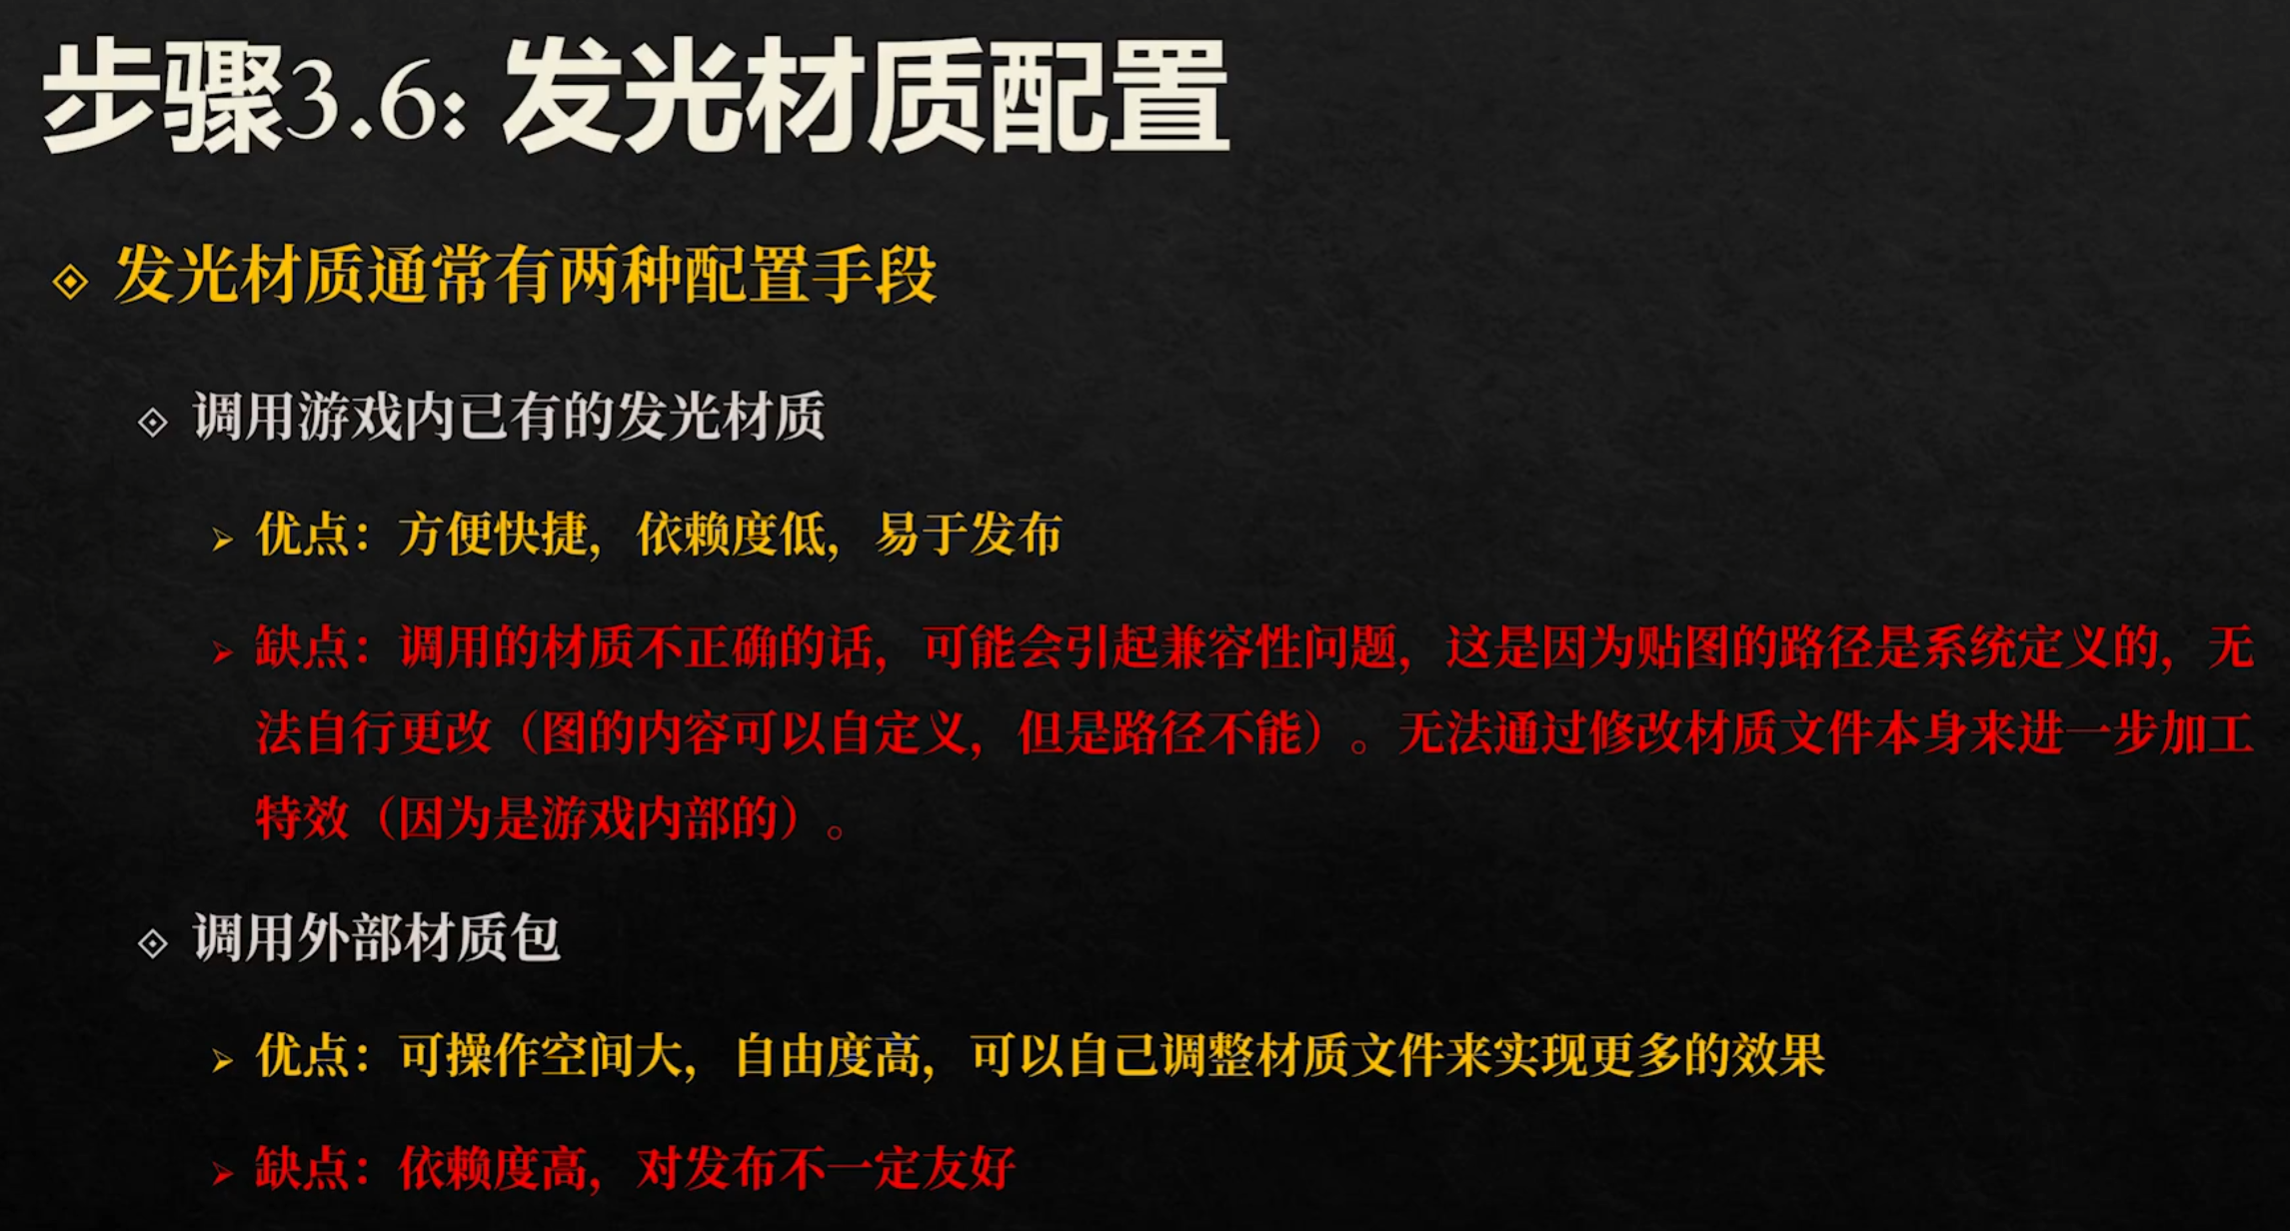 步骤3.6: 发光材质配置
发光材质通常有两种配置手段
调用游戏内已有的发光材质
优点：方便快捷，依赖度低，易于发布
缺点：调用的材质不正确的话，可能会引起兼容性问题，这是因为贴图的路径是系统定义的，无
法自行更改（图的内容可以自定义，但是路径不能）。无法通过修改材质文件本身来进一步加工
特效（因为是游戏内部的）。
调用外部材质包
优点：可操作空间大，自由度高，可以自己调整材质文件来实现更多的效果
缺点：依赖度高，对发布不一定友好